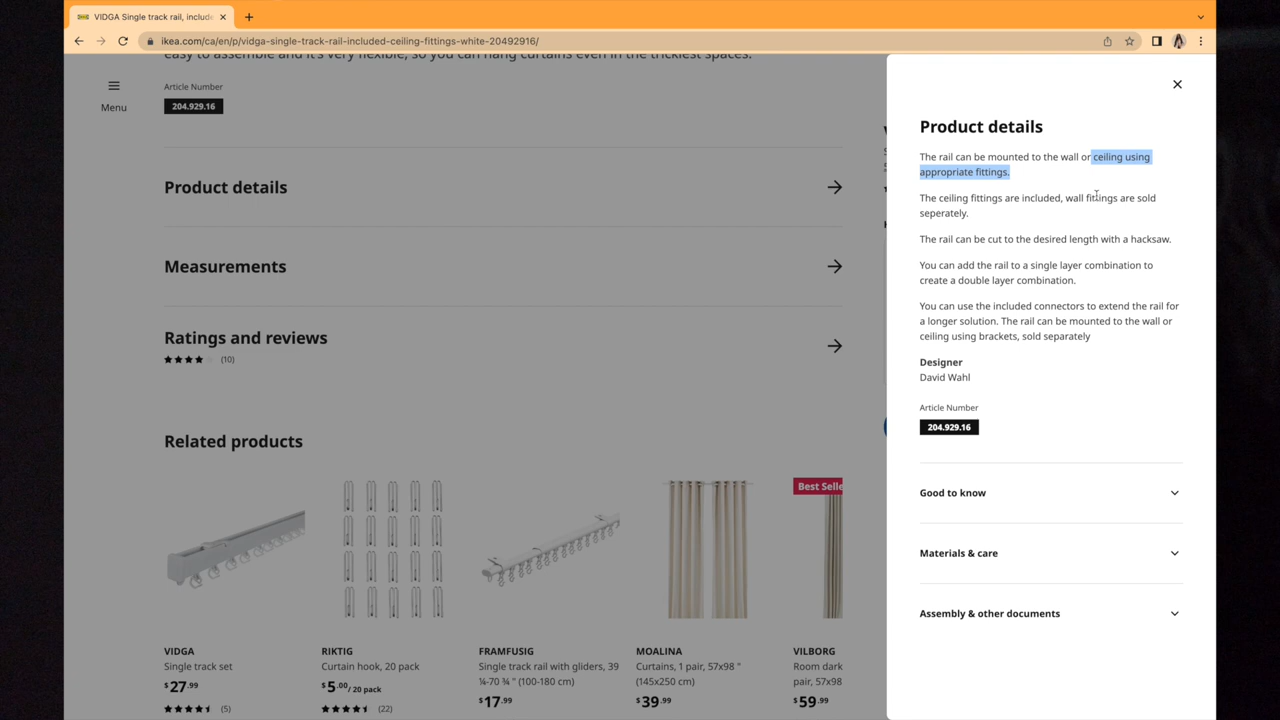 VIDGA Single track rail, include
ikea.com/ca/en/p/vidga-single-track-rail-included-ceiling-fittings-white-20492916/
easy to assemble and it's very flexible, so you can hang curtains even in the trickiest spaces.
Menu
Article Number
204.929.16
Product details
Measurements
Ratings and reviews
(10)
Related products
VIDGA
Single track set
$27.99
(5)
RIKTIG
Curtain hook, 20 pack
$5.00/ 20 pack
(22)
FRAMFUSIG
Single track rail with gliders, 39
¼-70 ¾ " (100-180 cm)
$17.99
MOALINA
Curtains, 1 pair, 57x98 "
(145x250 cm)
$39.99
Best Selle
VILBORG
Room dark
pair, 57x98
$59.99
Product details
The rail can be mounted to the wall or ceiling using
appropriate fittings.
The ceiling fittings are included, wall fittings are sold
seperately.
The rail can be cut to the desired length with a hacksaw.
You can add the rail to a single layer combination to
create a double layer combination.
You can use the included connectors to extend the rail for
a longer solution. The rail can be mounted to the wall or
ceiling using brackets, sold separately
Designer
David Wahl
Article Number
204.929.16
Good to know
Materials & care
Assembly & other documents